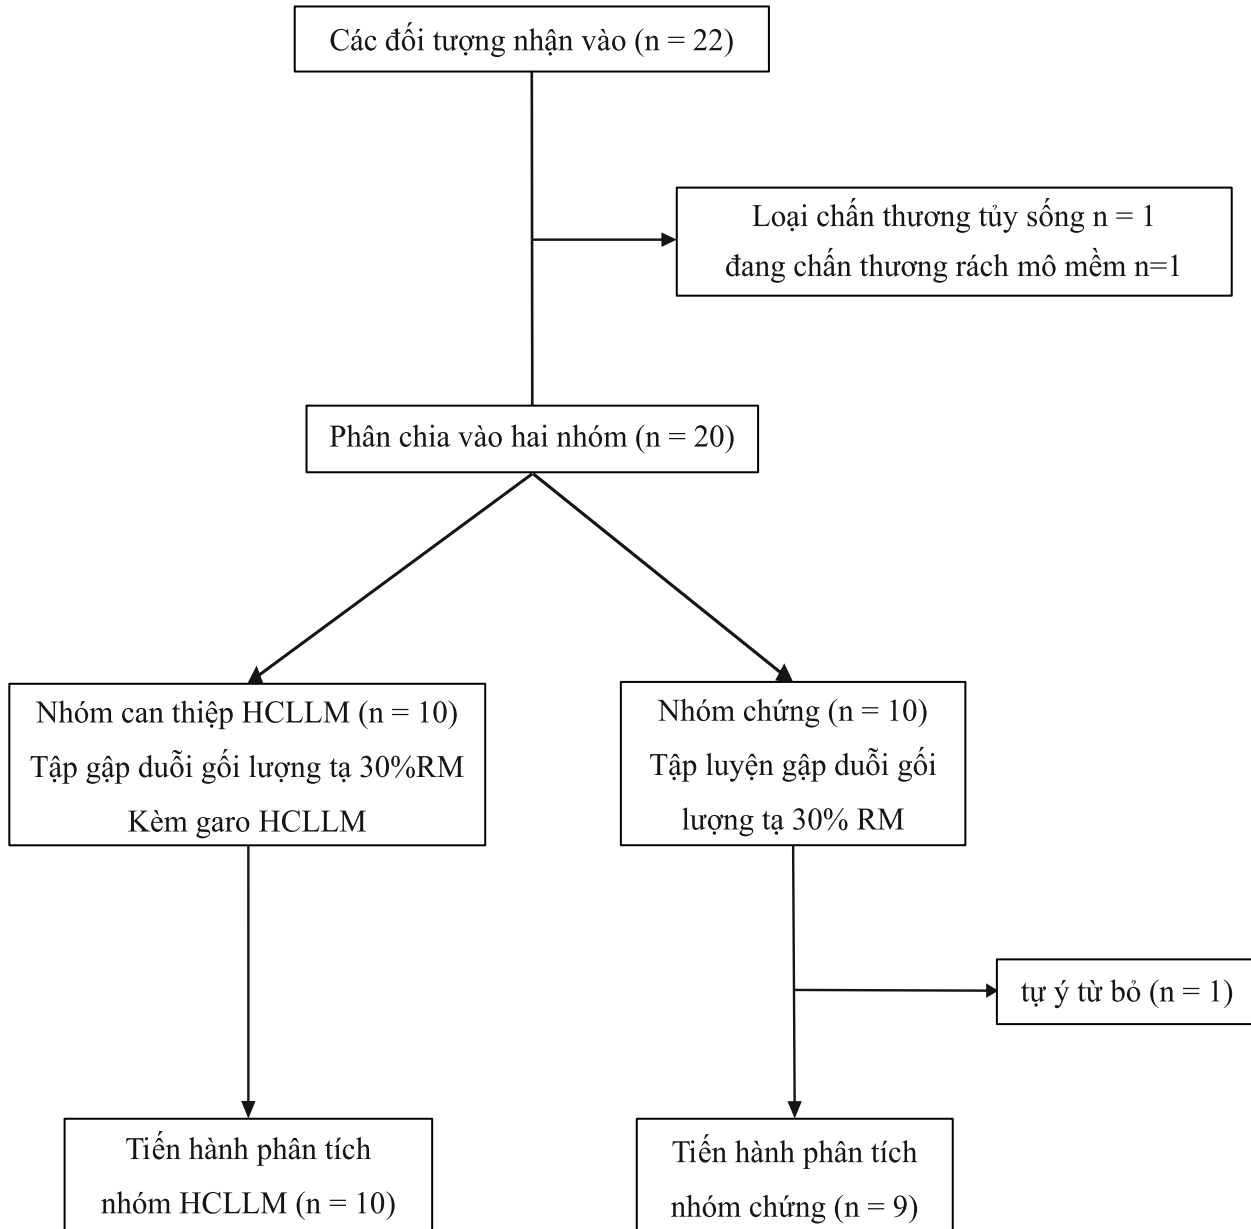 Các đối tượng nhận vào (n = 22)
Loại chấn thương tủy sống n = 1
đang chấn thương rách mô mềm n=1
Phân chia vào hai nhóm (n = 20)
Nhóm can thiệp HCLLM (n = 10)
Tập gập duỗi gối lượng tạ 30%RM
Kèm garo HCLLM
Nhóm chứng (n = 10)
Tập luyện gập duỗi gối
lượng tạ 30% RM
tự ý từ bỏ (n = 1)
Tiến hành phân tích
nhóm HCLLM (n = 10)
Tiến hành phân tích
nhóm chứng (n = 9)